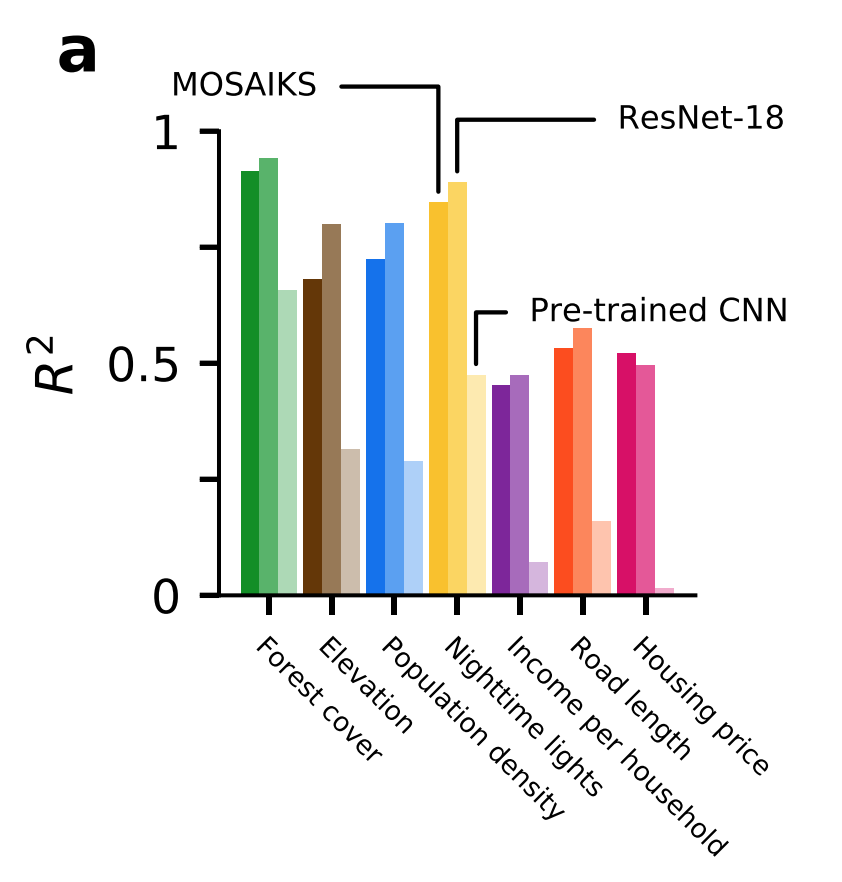 a
MOSAIKS
ResNet-18
Pre-trained CNN
1
0.5
0
R²
Forest cover
Elevation
Population density
Nighttime lights
Income per household
Road length
Housing price